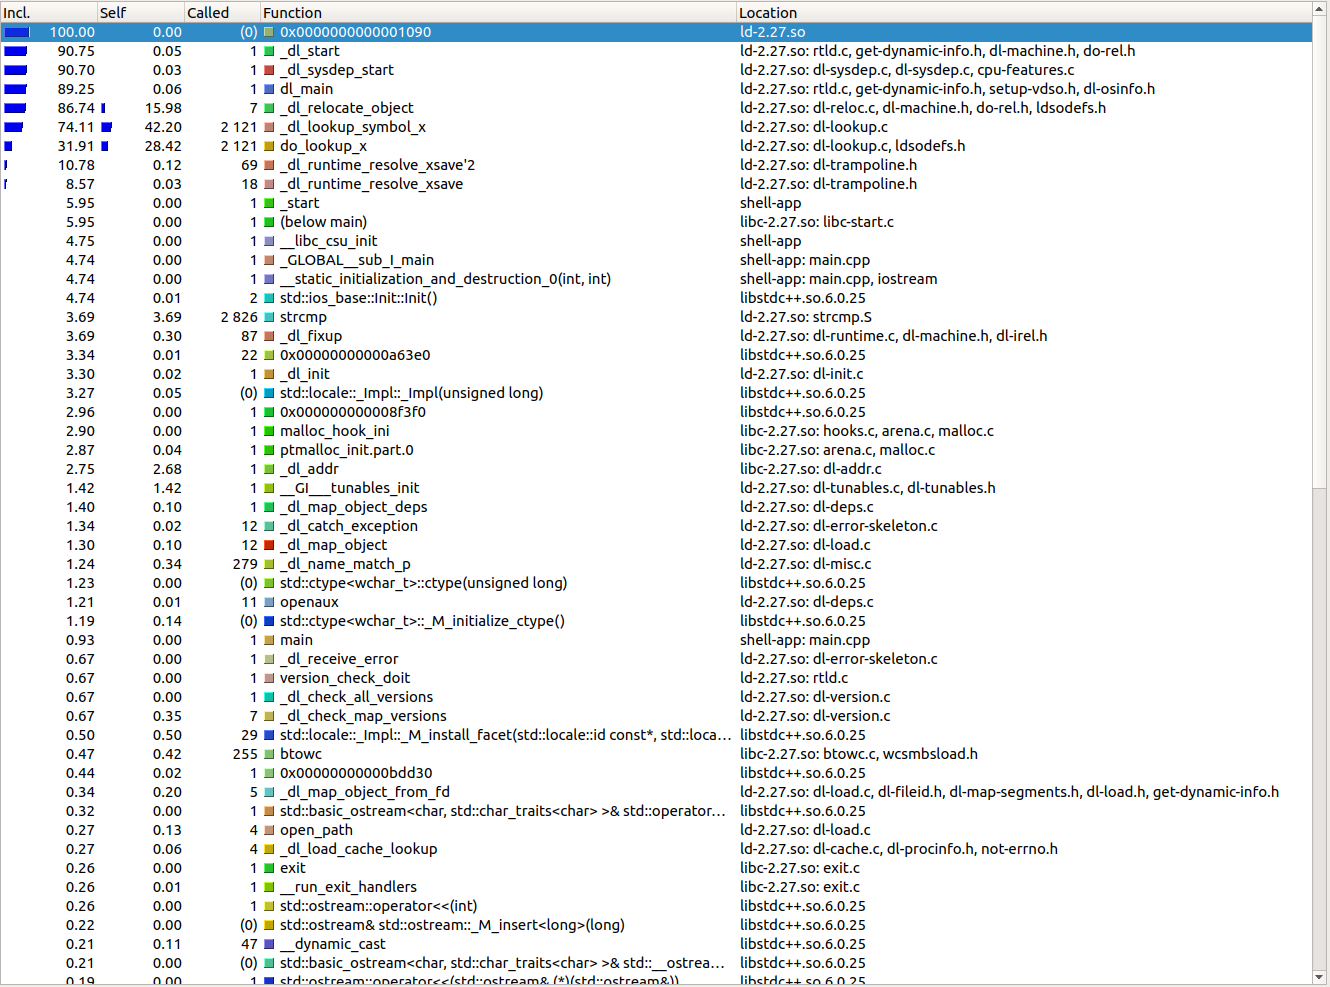 Incl. Self Called Function Location
100.00 0.00 (0) 0x0000000000001090 ld-2.27.so
90.75 0.05 1 _dl_start ld-2.27.so: rtld.c, get-dynamic-info.h, dl-machine.h, do-rel.h
90.70 0.03 1 _dl_sysdep_start ld-2.27.so: dl-sysdep.c, dl-sysdep.c, cpu-features.c
89.25 0.06 1 dl_main ld-2.27.so: rtld.c, get-dynamic-info.h, setup-vdso.h, dl-osinfo.h
86.74 15.98 7 _dl_relocate_object ld-2.27.so: dl-reloc.c, dl-machine.h, do-rel.h, ldsodefs.h
74.11 42.20 2 121 _dl_lookup_symbol_x ld-2.27.so: dl-lookup.c
31.91 28.42 2 121 do_lookup_x ld-2.27.so: dl-lookup.c, ldsodefs.h
10.78 0.12 69 _dl_runtime_resolve_xsave'2 ld-2.27.so: dl-trampoline.h
8.57 0.03 18 _dl_runtime_resolve_xsave ld-2.27.so: dl-trampoline.h
5.95 0.00 1 _start shell-app
5.95 0.00 1 (below main) libc-2.27.so: libc-start.c
4.75 0.00 1 __libc_csu_init shell-app
4.74 0.00 1 _GLOBAL__sub_I_main shell-app: main.cpp
4.74 0.00 1 __static_initialization_and_destruction_0(int, int) shell-app: main.cpp, iostream
4.74 0.01 2 std::ios_base::Init::Init() libstdc++.so.6.0.25
3.69 3.69 2 826 strcmp ld-2.27.so: strcmp.S
3.69 0.30 87 _dl_fixup ld-2.27.so: dl-runtime.c, dl-machine.h, dl-irel.h
3.34 0.01 22 0x00000000000a63e0 libstdc++.so.6.0.25
3.30 0.02 1 _dl_init ld-2.27.so: dl-init.c
3.27 0.05 (0) std::locale::_Impl::_Impl(unsigned long) libstdc++.so.6.0.25
2.96 0.00 1 0x000000000008f3f0 libstdc++.so.6.0.25
2.90 0.00 1 malloc_hook_ini libc-2.27.so: hooks.c, arena.c, malloc.c
2.87 0.04 1 ptmalloc_init.part.0 libc-2.27.so: arena.c, malloc.c
2.75 2.68 1 _dl_addr libc-2.27.so: dl-addr.c
1.42 1.42 1 __GI___tunables_init ld-2.27.so: dl-tunables.c, dl-tunables.h
1.40 0.10 1 _dl_map_object_deps ld-2.27.so: dl-deps.c
1.34 0.02 12 _dl_catch_exception ld-2.27.so: dl-error-skeleton.c
1.30 0.10 12 _dl_map_object ld-2.27.so: dl-load.c
1.24 0.34 279 _dl_name_match_p ld-2.27.so: dl-misc.c
1.23 0.00 (0) std::ctype<wchar_t>::ctype(unsigned long) libstdc++.so.6.0.25
1.21 0.01 11 openaux ld-2.27.so: dl-deps.c
1.19 0.14 (0) std::ctype<wchar_t>::_M_initialize_ctype() libstdc++.so.6.0.25
0.93 0.00 1 main shell-app: main.cpp
0.67 0.00 1 _dl_receive_error ld-2.27.so: dl-error-skeleton.c
0.67 0.00 1 version_check_doit ld-2.27.so: rtld.c
0.67 0.00 1 _dl_check_all_versions ld-2.27.so: dl-version.c
0.67 0.35 7 _dl_check_map_versions ld-2.27.so: dl-version.c
0.50 0.50 29 std::locale::_Impl::_M_install_facet(std::locale::id const*, std::loca... libstdc++.so.6.0.25
0.47 0.42 255 btowc libc-2.27.so: btowc.c, wcsmbsload.h
0.44 0.02 1 0x00000000000bdd30 libstdc++.so.6.0.25
0.34 0.20 5 _dl_map_object_from_fd ld-2.27.so: dl-load.c, dl-fileid.h, dl-map-segments.h, dl-load.h, get-dynamic-info.h
0.32 0.00 1 std::basic_ostream<char, std::char_traits<char> >& std::operator... libstdc++.so.6.0.25
0.27 0.13 4 open_path ld-2.27.so: dl-load.c
0.27 0.06 4 _dl_load_cache_lookup ld-2.27.so: dl-cache.c, dl-procinfo.h, not-errno.h
0.26 0.00 1 exit libc-2.27.so: exit.c
0.26 0.01 1 __run_exit_handlers libc-2.27.so: exit.c
0.26 0.00 1 std::ostream::operator<<(int) libstdc++.so.6.0.25
0.22 0.00 (0) std::ostream& std::ostream::_M_insert<long>(long) libstdc++.so.6.0.25
0.21 0.11 47 __dynamic_cast libstdc++.so.6.0.25
0.21 0.00 (0) std::basic_ostream<char, std::char_traits<char> >& std::__ostrea... libstdc++.so.6.0.25
0.19 0.00 1 std::ostream::operator<<(std::ostream& (*)(std::ostream&)) libstdc++.so.6.0.25